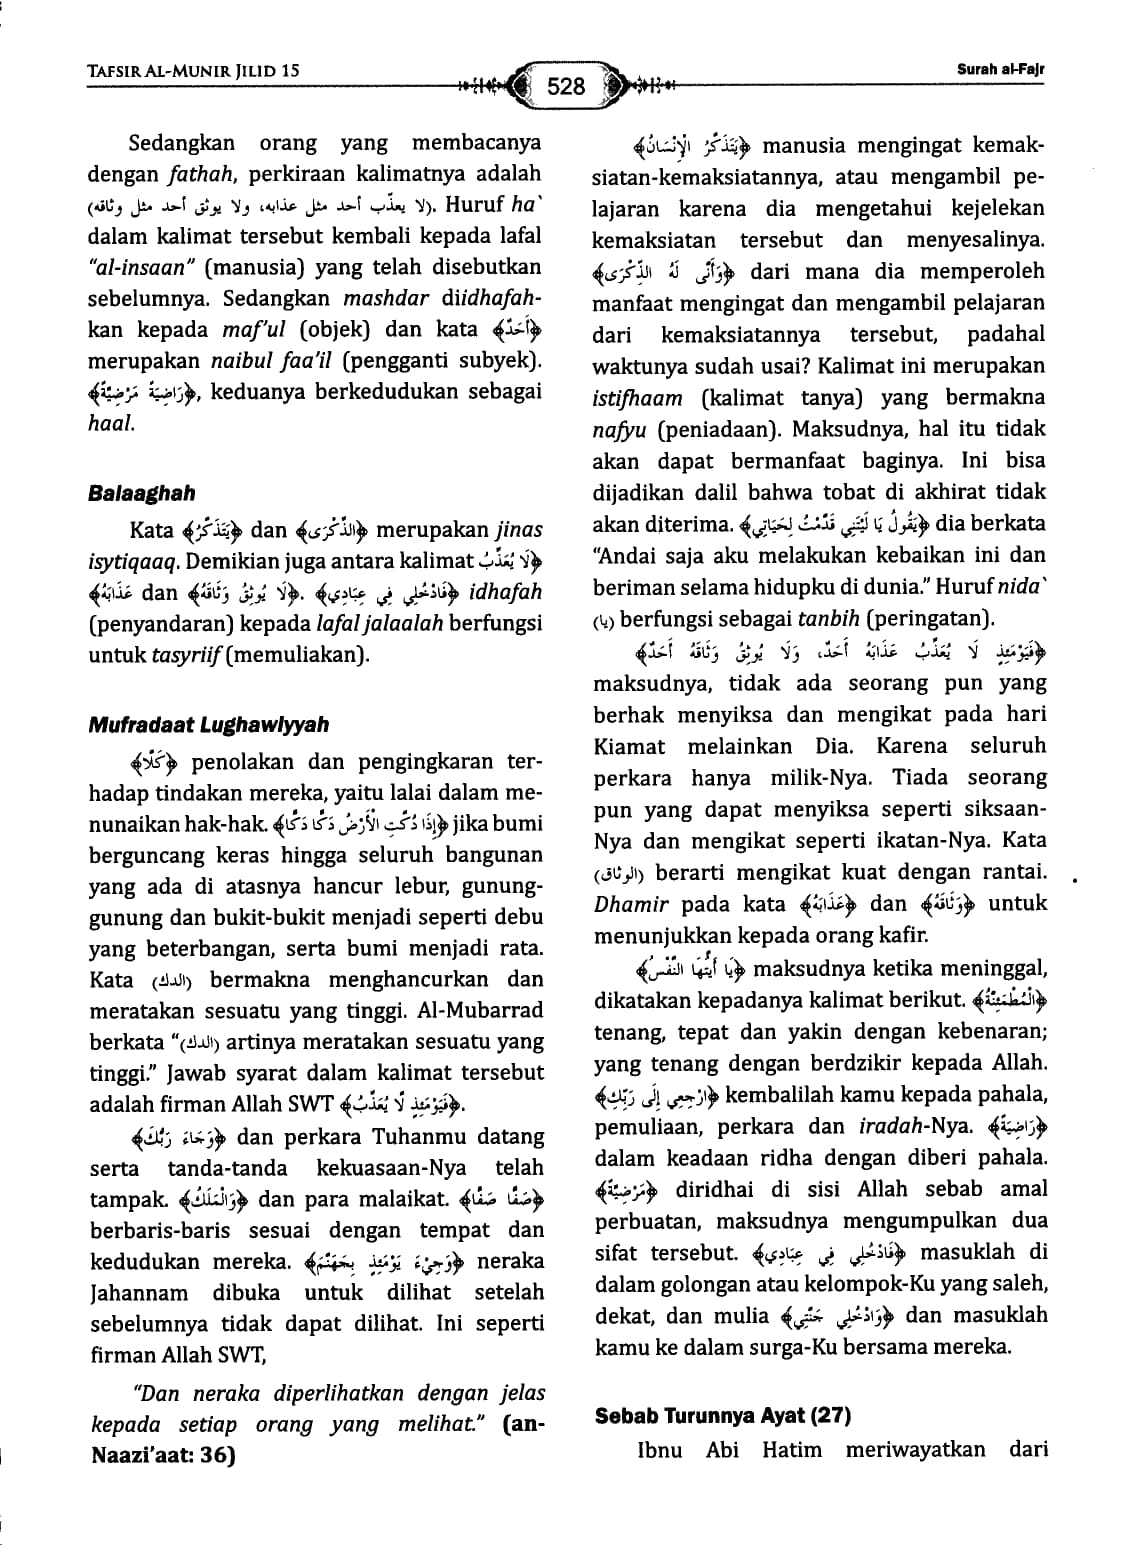 TAFSIR AL-MUNIR JILID 15
528
Surah al-Fajr
Sedangkan orang yang membacanya
dengan fathah, perkiraan kalimatnya adalah
(لا يعذّب أحد مثل عذابه، ولا يوثق أحد مثل وثاقه). Huruf ha`
dalam kalimat tersebut kembali kepada lafal
“al-insaan” (manusia) yang telah disebutkan
sebelumnya. Sedangkan mashdar diidhafah-
kan kepada maf’ul (objek) dan kata ﴿أَحَدٌ﴾
merupakan naibul faa’il (pengganti subyek).
﴿رَاضِيَةً مَرْضِيَّةً﴾, keduanya berkedudukan sebagai
haal.
Balaaghah
Kata ﴿يَتَذَكَّرُ﴾ dan ﴿الذِّكْرَى﴾ merupakan jinas
isytiqaaq. Demikian juga antara kalimat ﴿لَا يُعَذِّبُ
عَذَابَهُ﴾ dan ﴿لَا يُوثِقُ وَثَاقَهُ﴾. ﴿فَادْخُلِي فِي عِبَادِي﴾ idhafah
(penyandaran) kepada lafal jalaalah berfungsi
untuk tasyriif (memuliakan).
Mufradaat Lughawiyyah
﴿كَلَّا﴾ penolakan dan pengingkaran ter-
hadap tindakan mereka, yaitu lalai dalam me-
nunaikan hak-hak. ﴿إِذَا دُكَّتِ الْأَرْضُ دَكًّا دَكًّا﴾ jika bumi
berguncang keras hingga seluruh bangunan
yang ada di atasnya hancur lebur, gunung-
gunung dan bukit-bukit menjadi seperti debu
yang beterbangan, serta bumi menjadi rata.
Kata (الدك) bermakna menghancurkan dan
meratakan sesuatu yang tinggi. Al-Mubarrad
berkata “(الدك) artinya meratakan sesuatu yang
tinggi.” Jawab syarat dalam kalimat tersebut
adalah firman Allah SWT ﴿فَيَوْمَئِذٍ لَّا يُعَذِّبُ﴾.
﴿وَجَاءَ رَبُّكَ﴾ dan perkara Tuhanmu datang
serta tanda-tanda kekuasaan-Nya telah
tampak. ﴿وَالْمَلَكُ﴾ dan para malaikat. ﴿صَفًّا صَفًّا﴾
berbaris-baris sesuai dengan tempat dan
kedudukan mereka. ﴿وَجِيْءَ يَوْمَئِذٍ بِجَهَنَّمَ﴾ neraka
Jahannam dibuka untuk dilihat setelah
sebelumnya tidak dapat dilihat. Ini seperti
firman Allah SWT,
“Dan neraka diperlihatkan dengan jelas
kepada setiap orang yang melihat.” (an-
Naazi’aat: 36)
﴿يَتَذَكَّرُ الْإِنْسَانُ﴾ manusia mengingat kemak-
siatan-kemaksiatannya, atau mengambil pe-
lajaran karena dia mengetahui kejelekan
kemaksiatan tersebut dan menyesalinya.
﴿وَأَنَّى لَهُ الذِّكْرَى﴾ dari mana dia memperoleh
manfaat mengingat dan mengambil pelajaran
dari kemaksiatannya tersebut, padahal
waktunya sudah usai? Kalimat ini merupakan
istifhaam (kalimat tanya) yang bermakna
nafyu (peniadaan). Maksudnya, hal itu tidak
akan dapat bermanfaat baginya. Ini bisa
dijadikan dalil bahwa tobat di akhirat tidak
akan diterima. ﴿يَقُولُ يَا لَيْتَنِي قَدَّمْتُ لِحَيَاتِي﴾ dia berkata
“Andai saja aku melakukan kebaikan ini dan
beriman selama hidupku di dunia.” Huruf nida`
(يا) berfungsi sebagai tanbih (peringatan).
﴿فَيَوْمَئِذٍ لَا يُعَذِّبُ عَذَابَهُ أَحَدٌ، وَلَا يُوثِقُ وَثَاقَهُ أَحَدٌ﴾
maksudnya, tidak ada seorang pun yang
berhak menyiksa dan mengikat pada hari
Kiamat melainkan Dia. Karena seluruh
perkara hanya milik-Nya. Tiada seorang
pun yang dapat menyiksa seperti siksaan-
Nya dan mengikat seperti ikatan-Nya. Kata
(الوثاق) berarti mengikat kuat dengan rantai.
Dhamir pada kata ﴿عَذَابَهُ﴾ dan ﴿وَثَاقَهُ﴾ untuk
menunjukkan kepada orang kafir.
﴿يَا أَيَّتُهَا النَّفْسُ﴾ maksudnya ketika meninggal,
dikatakan kepadanya kalimat berikut. ﴿الْمُطْمَئِنَّةُ﴾
tenang, tepat dan yakin dengan kebenaran;
yang tenang dengan berdzikir kepada Allah.
﴿ارْجِعِي إِلَى رَبِّكِ﴾ kembalilah kamu kepada pahala,
pemuliaan, perkara dan iradah-Nya. ﴿رَاضِيَةً﴾
dalam keadaan ridha dengan diberi pahala.
﴿مَرْضِيَّةً﴾ diridhai di sisi Allah sebab amal
perbuatan, maksudnya mengumpulkan dua
sifat tersebut. ﴿فَادْخُلِي فِي عِبَادِي﴾ masuklah di
dalam golongan atau kelompok-Ku yang saleh,
dekat, dan mulia ﴿وَادْخُلِي جَنَّتِي﴾ dan masuklah
kamu ke dalam surga-Ku bersama mereka.
Sebab Turunnya Ayat (27)
Ibnu Abi Hatim meriwayatkan dari